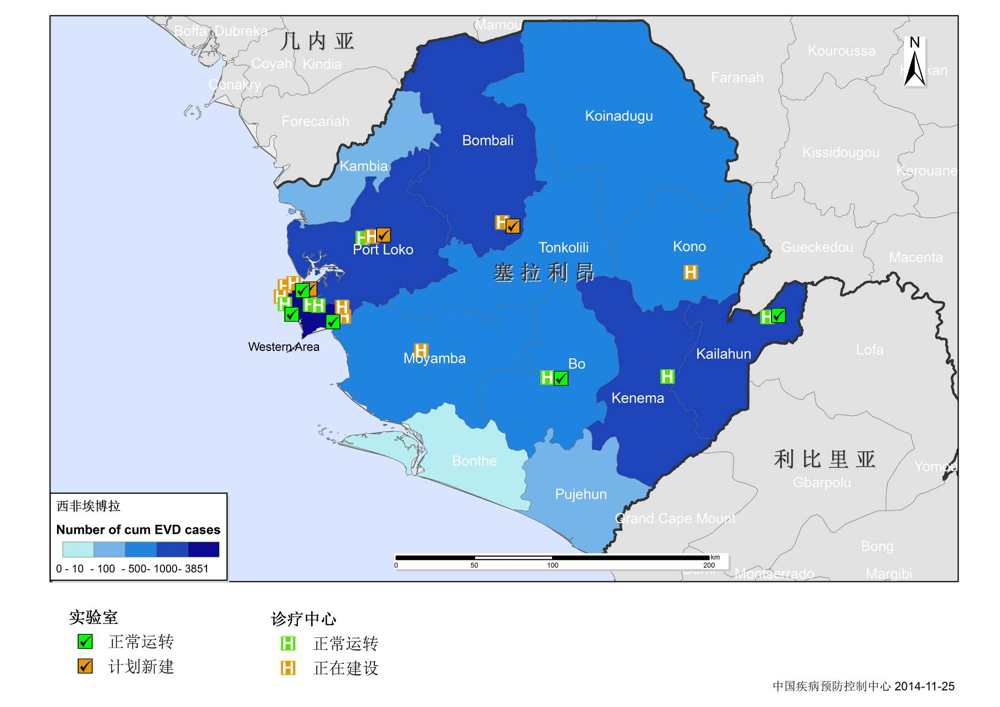 Boffa
Dubreka
Mamou
几内亚
N
Kouroussa
Coyah
Kindia
Faranah
Conakry
Koinadugu
Forecariah
Bombali
Kissidougou
Kambia
Kerouane
Tonkolili
Kono
Gueckedou
Port Loko
Macenta
塞拉利昂
Western Area
Moyamba
Bo
Kailahun
Lofa
Kenema
Bonthe
利比里亚
Yomou
Gbarpolu
Pujehun
Grand Cape Mount
Bong
西非埃博拉
Number of cum EVD cases
0 - 10 - 100 - 500- 1000- 3851
km
0 50 100 200
Montserrado
Margibi
实验室
正常运转
计划新建
诊疗中心
正常运转
正在建设
中国疾病预防控制中心 2014-11-25